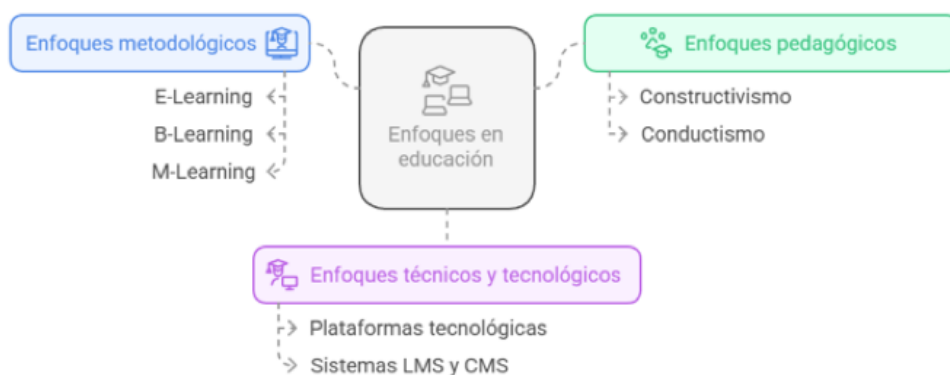 Enfoques metodológicos
E-Learning
B-Learning
M-Learning
Enfoques en
educación
Enfoques pedagógicos
Constructivismo
Conductismo
Enfoques técnicos y tecnológicos
Plataformas tecnológicas
Sistemas LMS y CMS